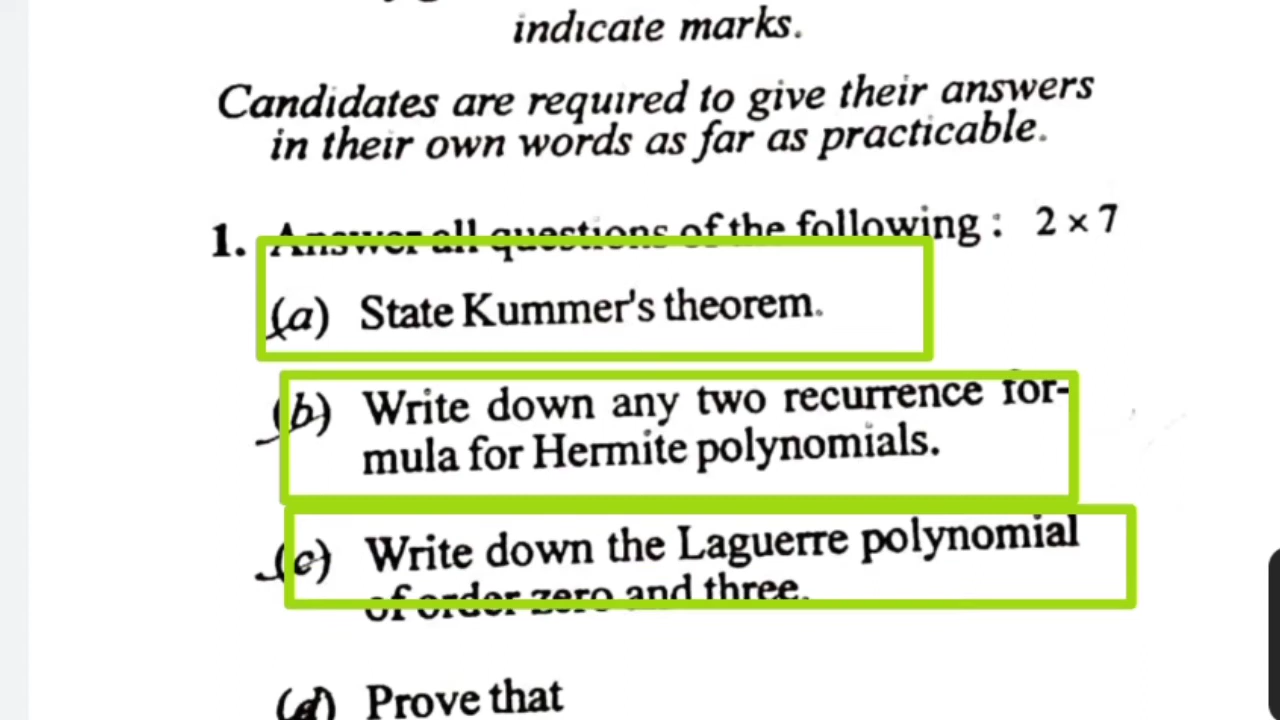 indicate marks.
Candidates are required to give their answers
in their own words as far as practicable.
1. Answer all questions of the following : 2 × 7
(a) State Kummer's theorem.
(b) Write down any two recurrence for-
mula for Hermite polynomials.
(c) Write down the Laguerre polynomial
of order zero and three.
(d) Prove that